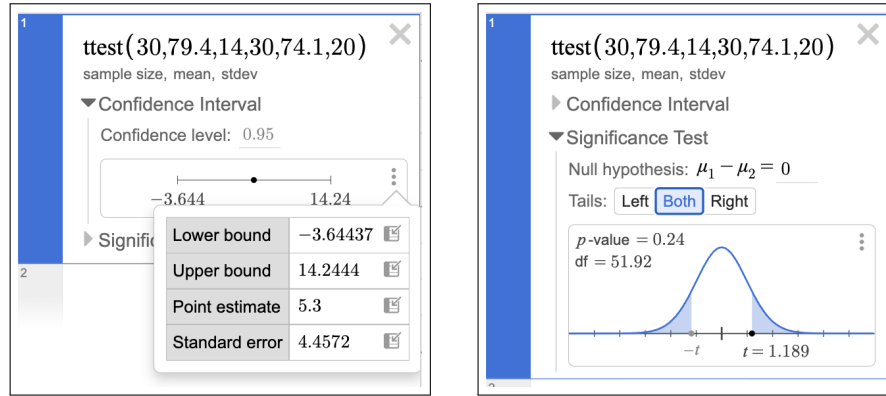 1
ttest(30,79.4,14,30,74.1,20)
sample size, mean, stdev
Confidence Interval
Confidence level: 0.95
−3.644 14.24
Lower bound −3.64437
Upper bound 14.2444
Point estimate 5.3
Standard error 4.4572
Signific
2
1
ttest(30,79.4,14,30,74.1,20)
sample size, mean, stdev
Confidence Interval
Significance Test
Null hypothesis: μ₁ − μ₂ = 0
Tails: Left Both Right
p-value = 0.24
df = 51.92
−t t = 1.189